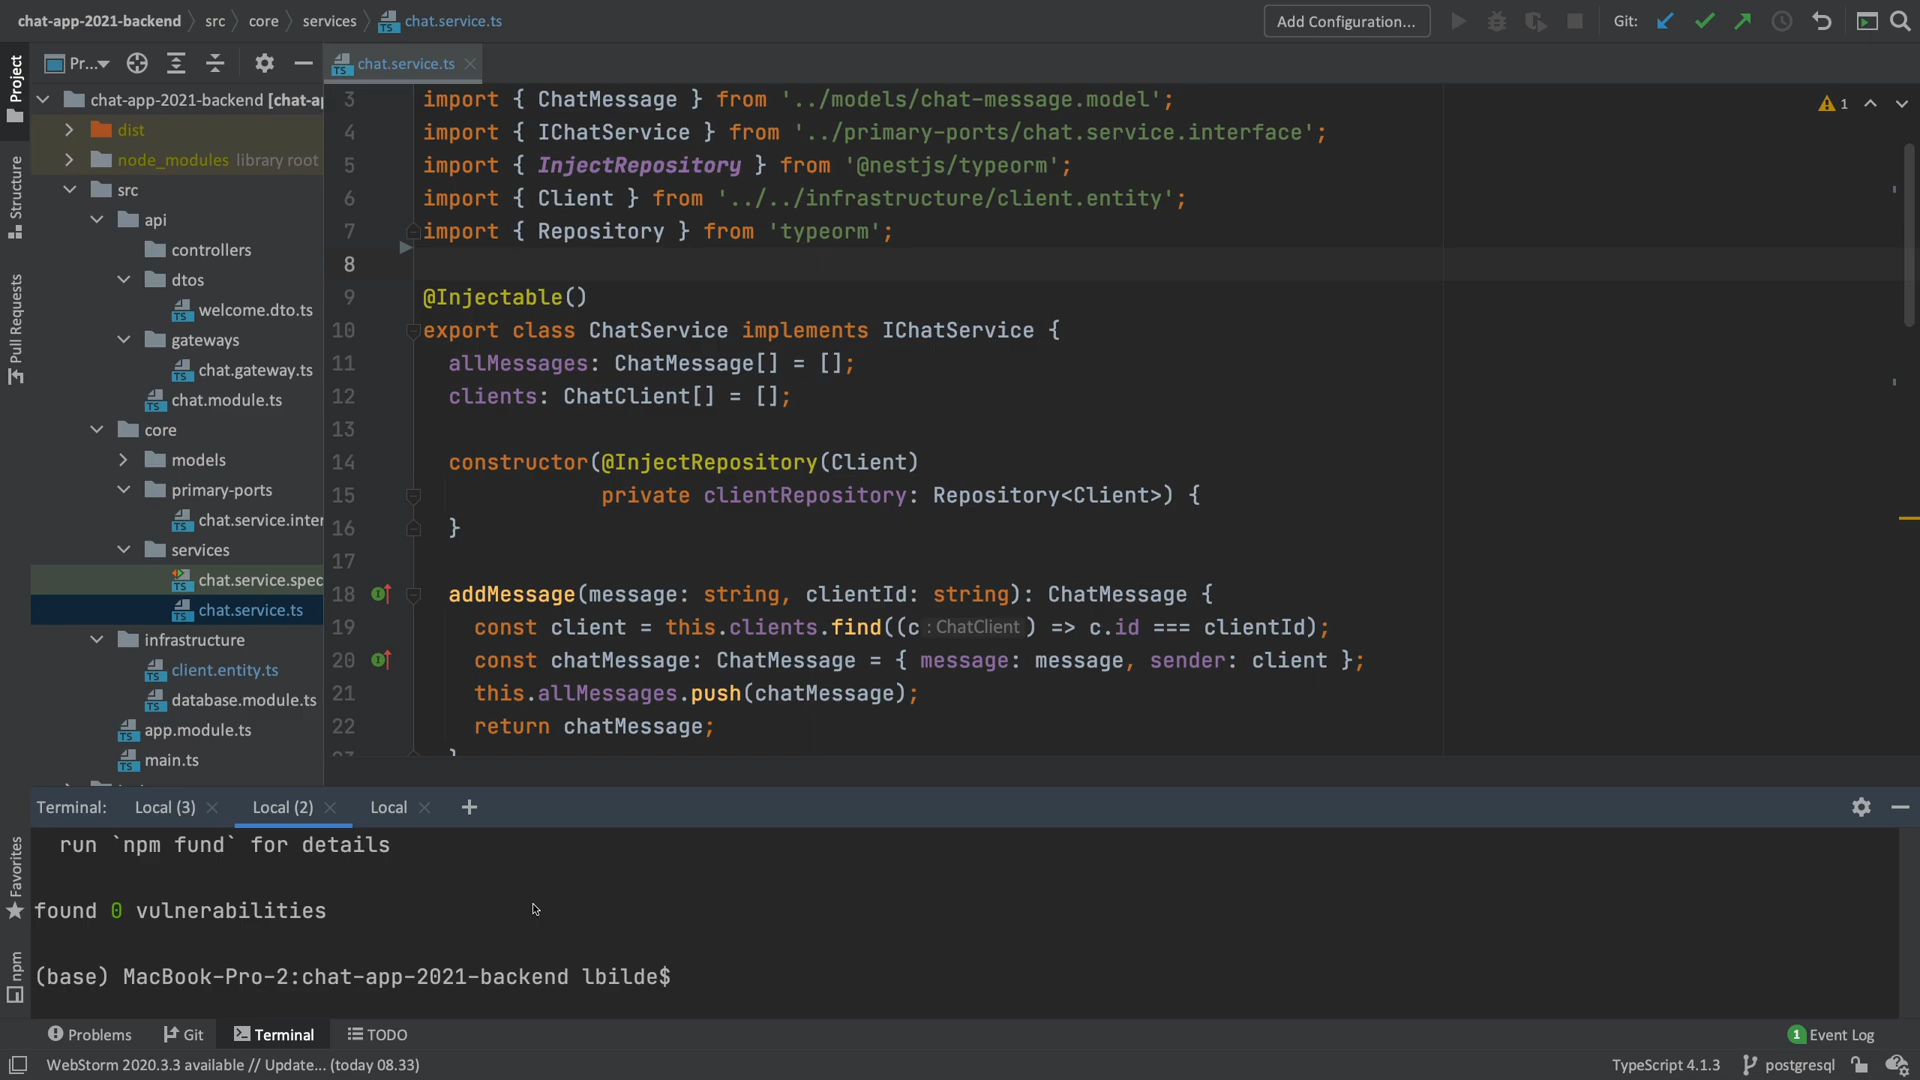 chat-app-2021-backend
src
core
services
chat.service.ts
Add Configuration...
Git:
Project
Pr...
chat.service.ts
chat-app-2021-backend [chat-ap
dist
node_modules library root
src
api
controllers
dtos
welcome.dto.ts
gateways
chat.gateway.ts
chat.module.ts
core
models
primary-ports
chat.service.inter
services
chat.service.spec
chat.service.ts
infrastructure
client.entity.ts
database.module.ts
app.module.ts
main.ts
Structure
Pull Requests
Favorites
npm
1
3 import { ChatMessage } from '../models/chat-message.model';
4 import { IChatService } from '../primary-ports/chat.service.interface';
5 import { InjectRepository } from '@nestjs/typeorm';
6 import { Client } from '../../infrastructure/client.entity';
7 import { Repository } from 'typeorm';
8
9 @Injectable()
10 export class ChatService implements IChatService {
11 allMessages: ChatMessage[] = [];
12 clients: ChatClient[] = [];
13
14 constructor(@InjectRepository(Client)
15 private clientRepository: Repository<Client>) {
16 }
17
18 addMessage(message: string, clientId: string): ChatMessage {
19 const client = this.clients.find((c : ChatClient ) => c.id === clientId);
20 const chatMessage: ChatMessage = { message: message, sender: client };
21 this.allMessages.push(chatMessage);
22 return chatMessage;
Terminal: Local (3) Local (2) Local
run `npm fund` for details
found 0 vulnerabilities
(base) MacBook-Pro-2:chat-app-2021-backend lbilde$
Problems Git Terminal TODO
1 Event Log
WebStorm 2020.3.3 available // Update... (today 08.33)
TypeScript 4.1.3 postgresql